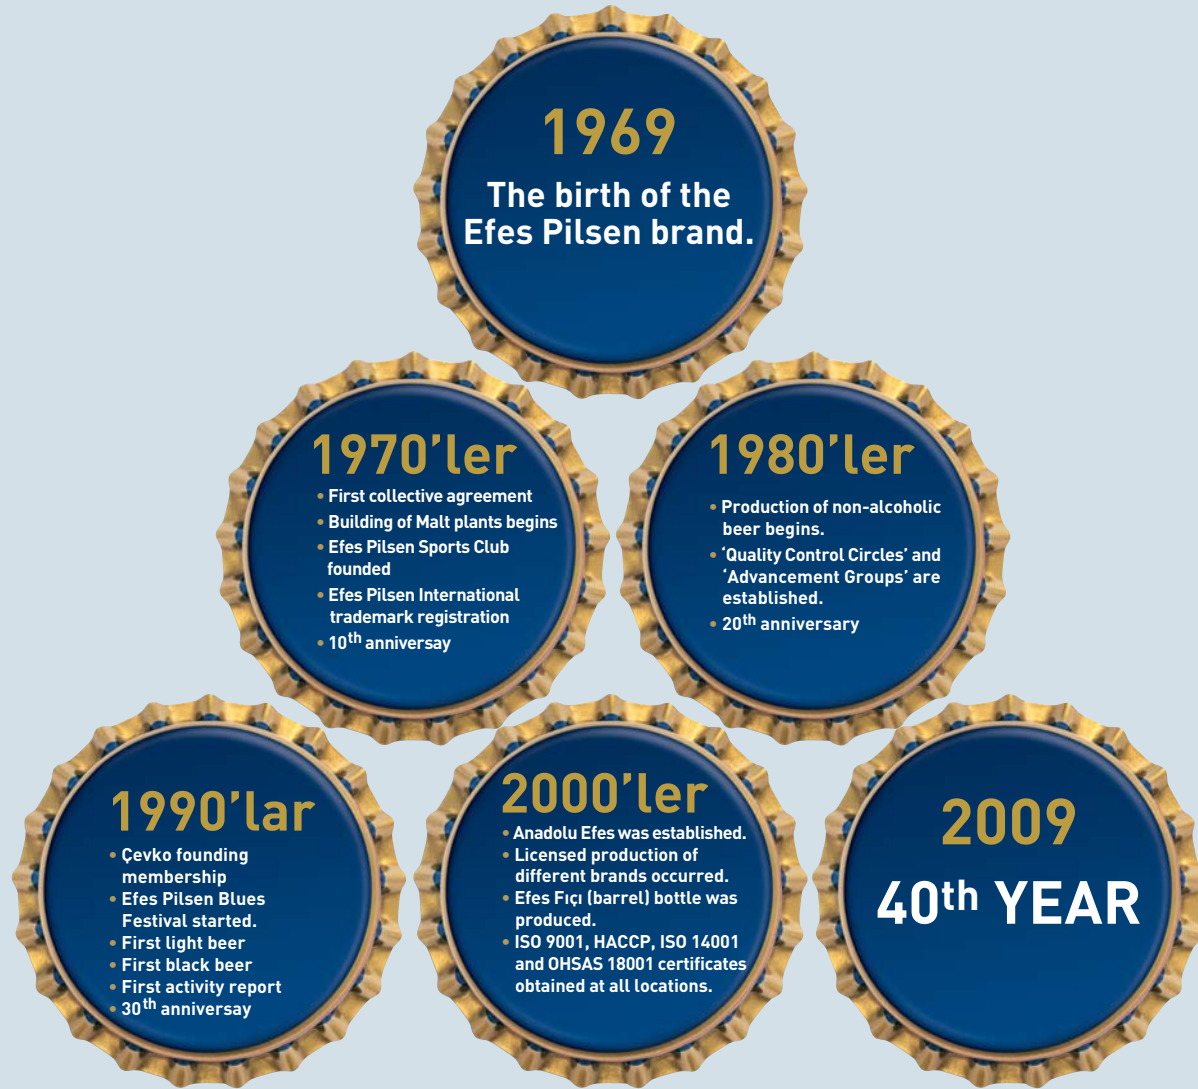 1969
The birth of the
Efes Pilsen brand.
1970’ler
• First collective agreement
• Building of Malt plants begins
• Efes Pilsen Sports Club
founded
• Efes Pilsen International
trademark registration
• 10th anniversay
1980’ler
• Production of non-alcoholic
beer begins.
• ‘Quality Control Circles’ and
‘Advancement Groups’ are
established.
• 20th anniversary
1990’lar
• Çevko founding
membership
• Efes Pilsen Blues
Festival started.
• First light beer
• First black beer
• First activity report
• 30th anniversay
2000’ler
• Anadolu Efes was established.
• Licensed production of
different brands occurred.
• Efes Fıçı (barrel) bottle was
produced.
• ISO 9001, HACCP, ISO 14001
and OHSAS 18001 certificates
obtained at all locations.
2009
40th YEAR